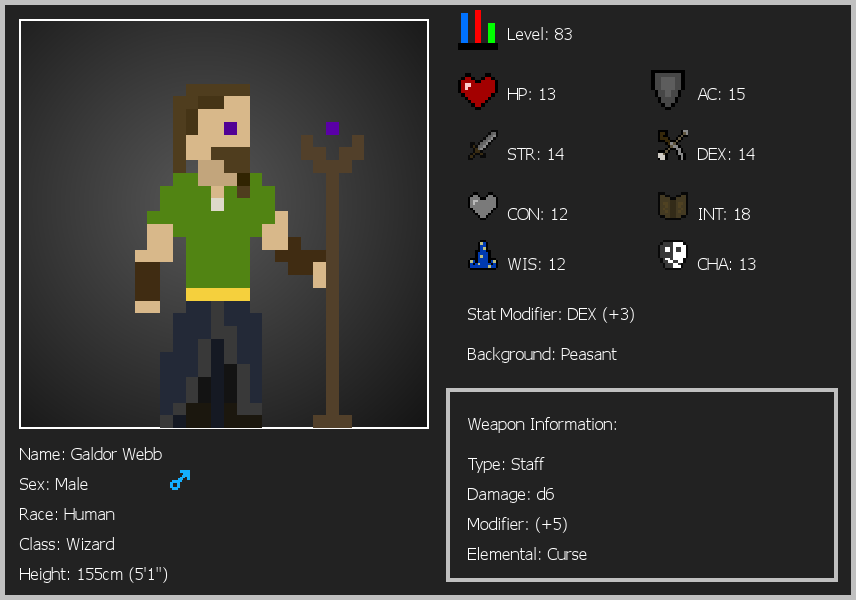 Level: 83
HP: 13
AC: 15
STR: 14
DEX: 14
CON: 12
INT: 18
WIS: 12
CHA: 13
Stat Modifier: DEX (+3)
Background: Peasant
Weapon Information:
Type: Staff
Damage: d6
Modifier: (+5)
Elemental: Curse
Name: Galdor Webb
Sex: Male
Race: Human
Class: Wizard
Height: 155cm (5'1")